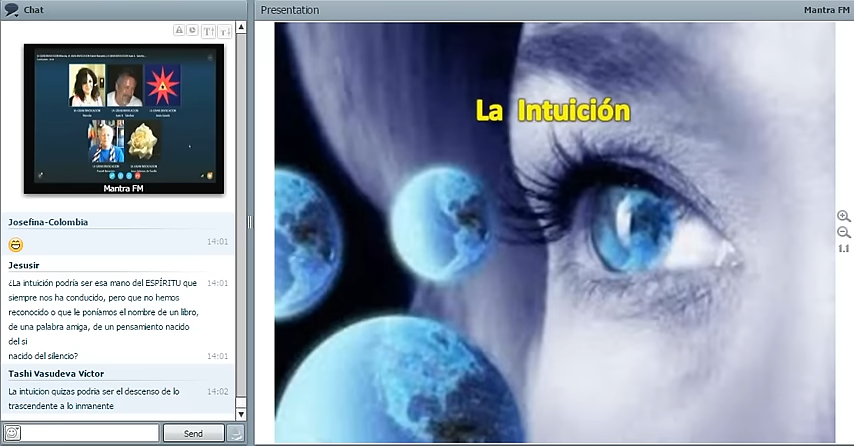 Chat
Presentation
Mantra FM
Mantra FM
Josefina-Colombia
14:01
Jesusir
¿La intuición podría ser esa mano del ESPÍRITU que
14:01
siempre nos ha conducido, pero que no hemos
reconocido o que le poníamos el nombre de un libro,
de una palabra amiga, de un pensamiento nacido
del si
nacido del silencio?
14:01
Tashi Vasudeva Víctor
La intuicion quizas podria ser el descenso de lo
14:02
trascendente a lo inmanente
Send
La Intuición
1:1